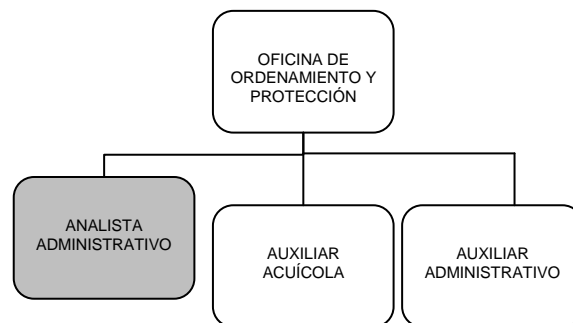 OFICINA DE
ORDENAMIENTO Y
PROTECCIÓN
ANALISTA
ADMINISTRATIVO
AUXILIAR
ACUÍCOLA
AUXILIAR
ADMINISTRATIVO